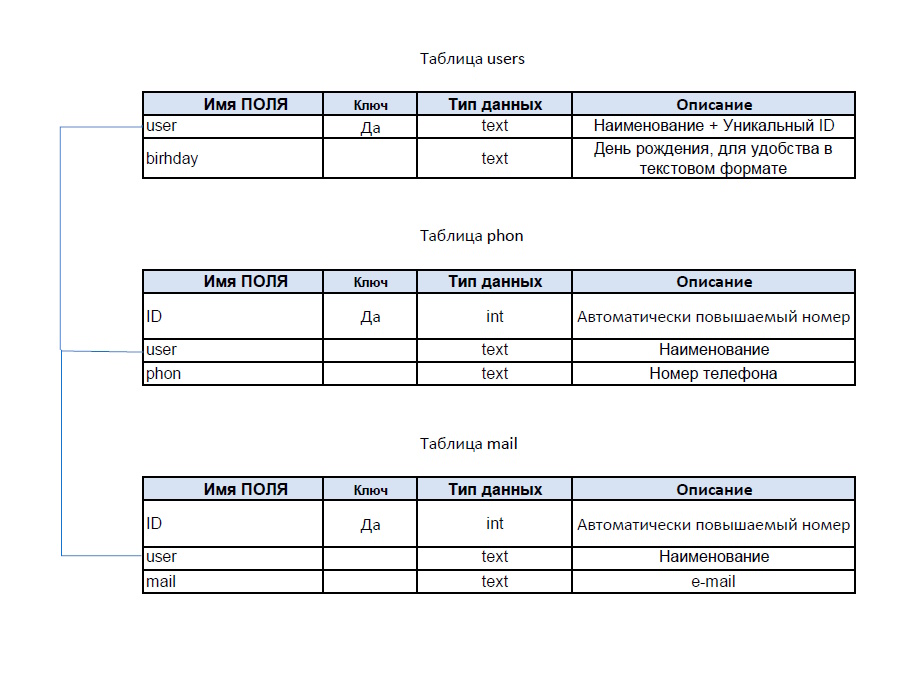 Таблица users
Имя ПОЛЯ Ключ Тип данных Описание
user Да text Наименование + Уникальный ID
birhday text День рождения, для удобства в
текстовом формате
Таблица phon
Имя ПОЛЯ Ключ Тип данных Описание
ID Да int Автоматически повышаемый номер
user text Наименование
phon text Номер телефона
Таблица mail
Имя ПОЛЯ Ключ Тип данных Описание
ID Да int Автоматически повышаемый номер
user text Наименование
mail text e-mail